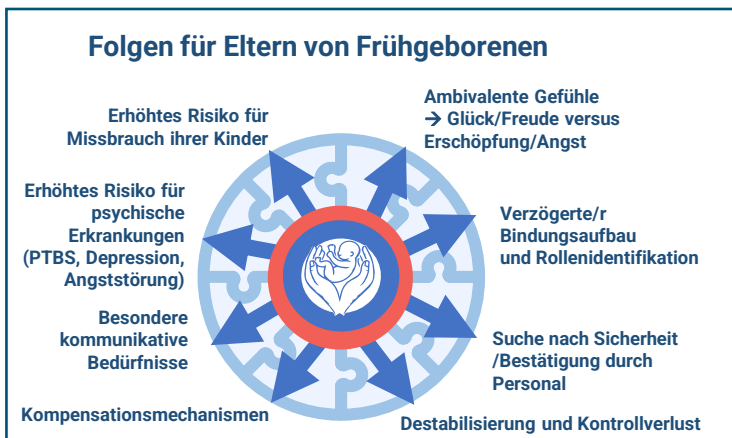 Folgen für Eltern von Frühgeborenen
Erhöhtes Risiko für
Missbrauch ihrer Kinder
Ambivalente Gefühle
→ Glück/Freude versus
Erschöpfung/Angst
Erhöhtes Risiko für
psychische
Erkrankungen
(PTBS, Depression,
Angststörung)
Verzögerte/r
Bindungsaufbau
und Rollenidentifikation
Besondere
kommunikative
Bedürfnisse
Suche nach Sicherheit
/Bestätigung durch
Personal
Kompensationsmechanismen
Destabilisierung und Kontrollverlust